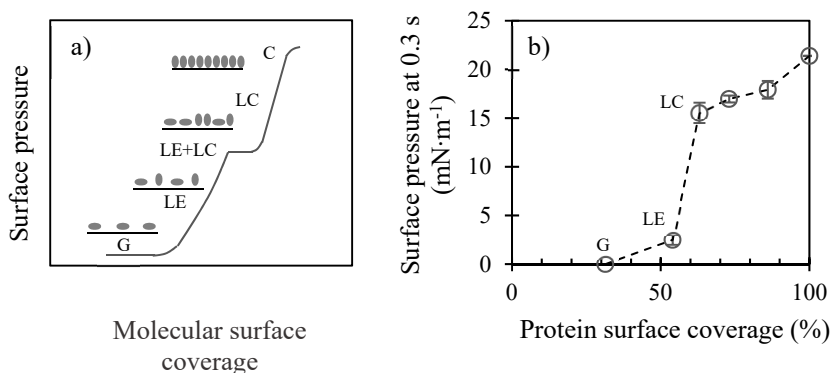 a)
C
LC
LE+LC
LE
G
Surface pressure
Molecular surface
coverage
b)
25
20
15
10
5
0
LC
LE
G
0
50
100
Surface pressure at 0.3 s
(mN·m-1)
Protein surface coverage (%)